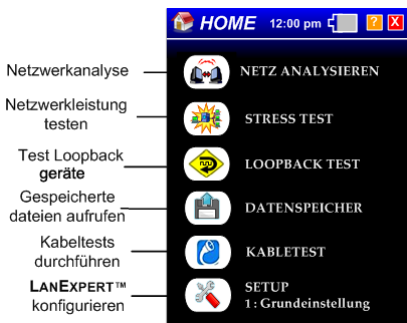 HOME 12:00 pm ? X
Netzwerkanalyse
NETZ ANALYSIEREN
Netzwerkleistung
testen
STRESS TEST
Test Loopback
geräte
LOOPBACK TEST
Gespeicherte
dateien aufrufen
DATENSPEICHER
Kabeltests
durchführen
KABLETEST
LANEXPERT™
konfigurieren
SETUP
1: Grundeinstellung